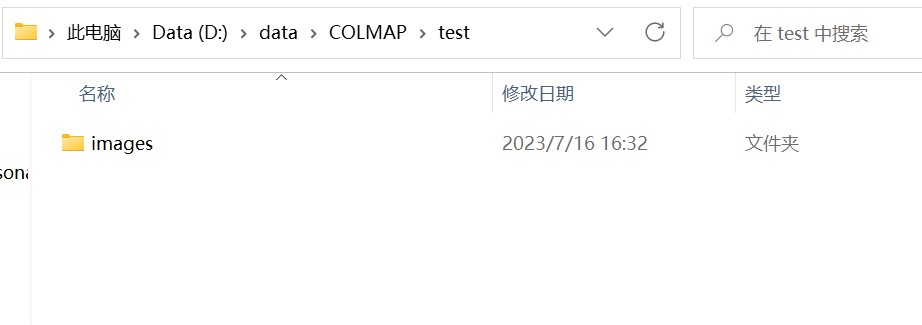 此电脑 > Data (D:) > data > COLMAP > test
在 test 中搜索
名称 修改日期 类型
images 2023/7/16 16:32 文件夹